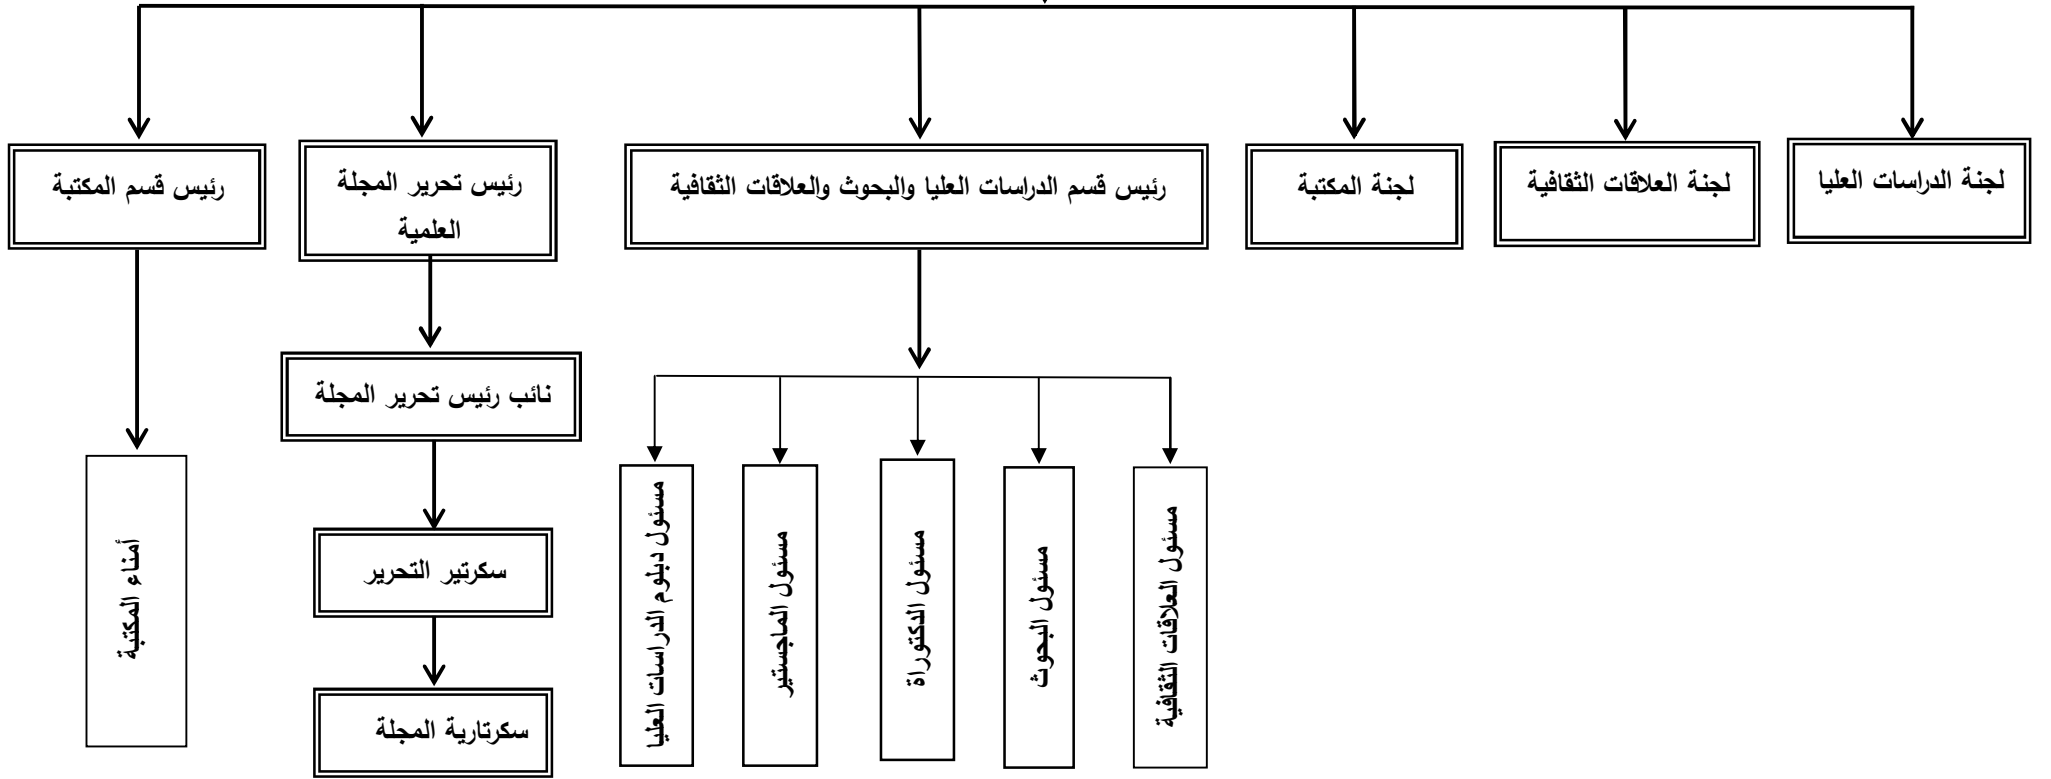 لجنة الدراسات العليا
لجنة العلاقات الثقافية
لجنة المكتبة
رئيس قسم الدراسات العليا والبحوث والعلاقات الثقافية
رئيس تحرير المجلة
العلمية
رئيس قسم المكتبة
نائب رئيس تحرير المجلة
سكرتير التحرير
سكرتارية المجلة
مسئول العلاقات الثقافية
مسئول البحوث
مسئول الدكتوراة
مسئول الماجستير
مسئول دبلوم الدراسات العليا
أمناء المكتبة